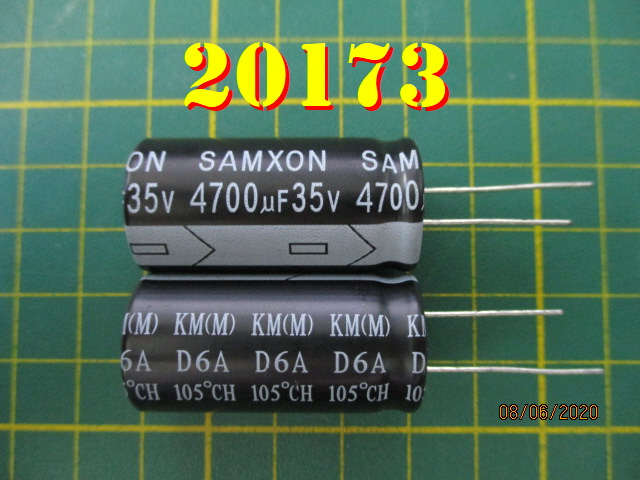 20173
ON SAMXON SAM
35V 4700µF35V 4700
KM(M) KM(M) KM(M) K
6A D6A D6A D6A D
105°CH 105°CH 105°CH
08/06/2020